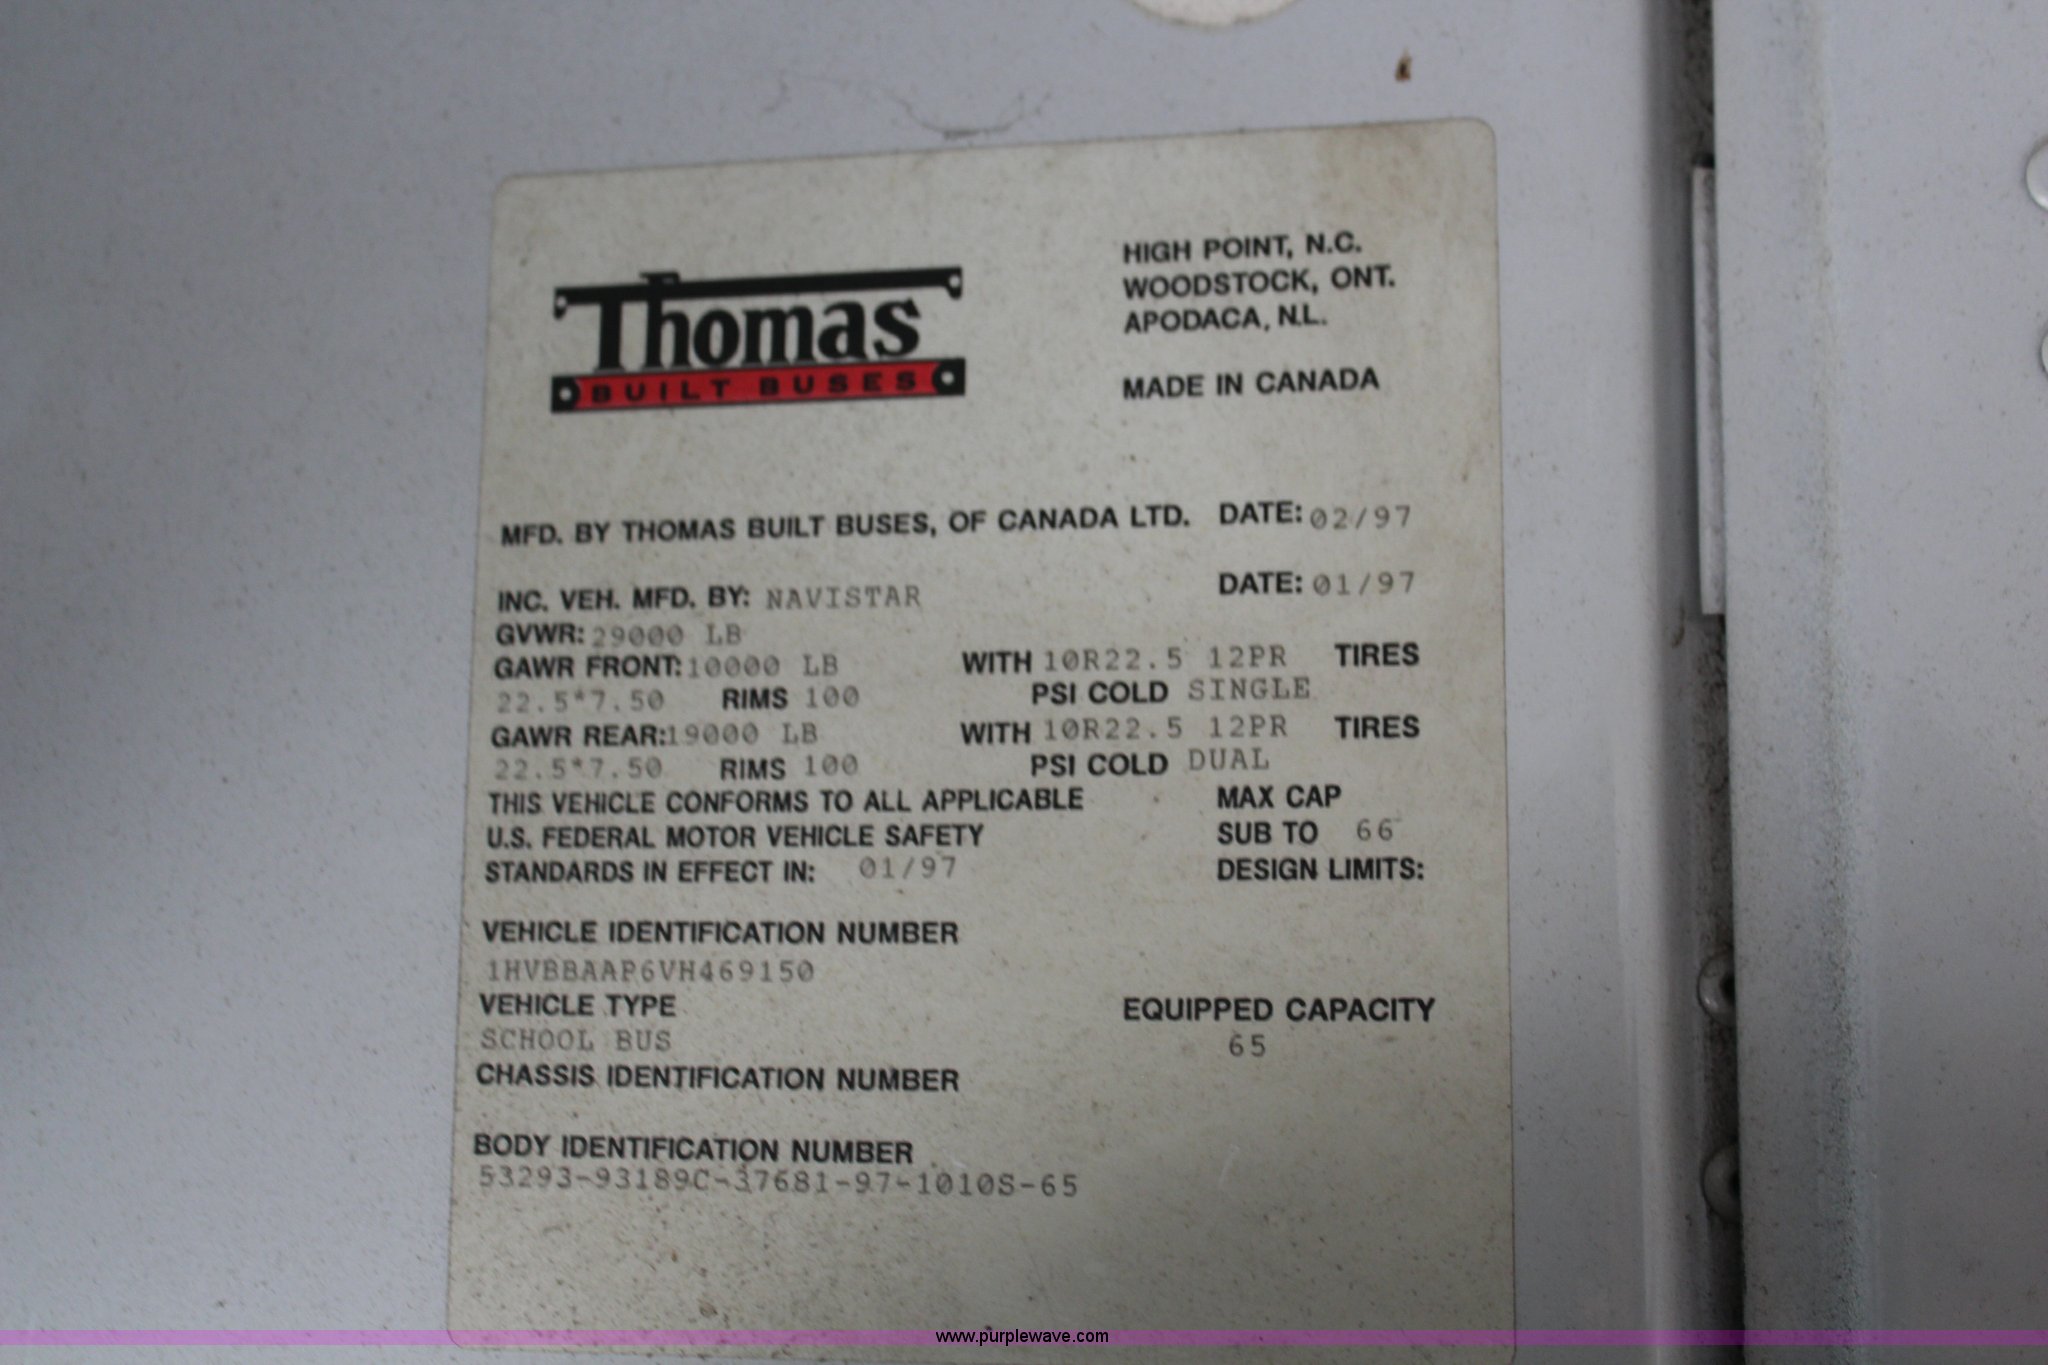 Thomas
BUILT BUSES
HIGH POINT, N.C.
WOODSTOCK, ONT.
APODACA, N.L.
MADE IN CANADA
MFD. BY THOMAS BUILT BUSES, OF CANADA LTD. DATE: 02/97
INC. VEH. MFD. BY: NAVISTAR DATE: 01/97
GVWR: 29000 LB
GAWR FRONT: 10000 LB WITH 10R22.5 12PR TIRES
22.5*7.50 RIMS 100 PSI COLD SINGLE
GAWR REAR: 19000 LB WITH 10R22.5 12PR TIRES
22.5*7.50 RIMS 100 PSI COLD DUAL
THIS VEHICLE CONFORMS TO ALL APPLICABLE MAX CAP
U.S. FEDERAL MOTOR VEHICLE SAFETY SUB TO 66
STANDARDS IN EFFECT IN: 01/97 DESIGN LIMITS:
VEHICLE IDENTIFICATION NUMBER
1HVBBAAP6VH469150
VEHICLE TYPE EQUIPPED CAPACITY
SCHOOL BUS 65
CHASSIS IDENTIFICATION NUMBER
BODY IDENTIFICATION NUMBER
53293-93189C-37681-97-1010S-65
www.purplewave.com